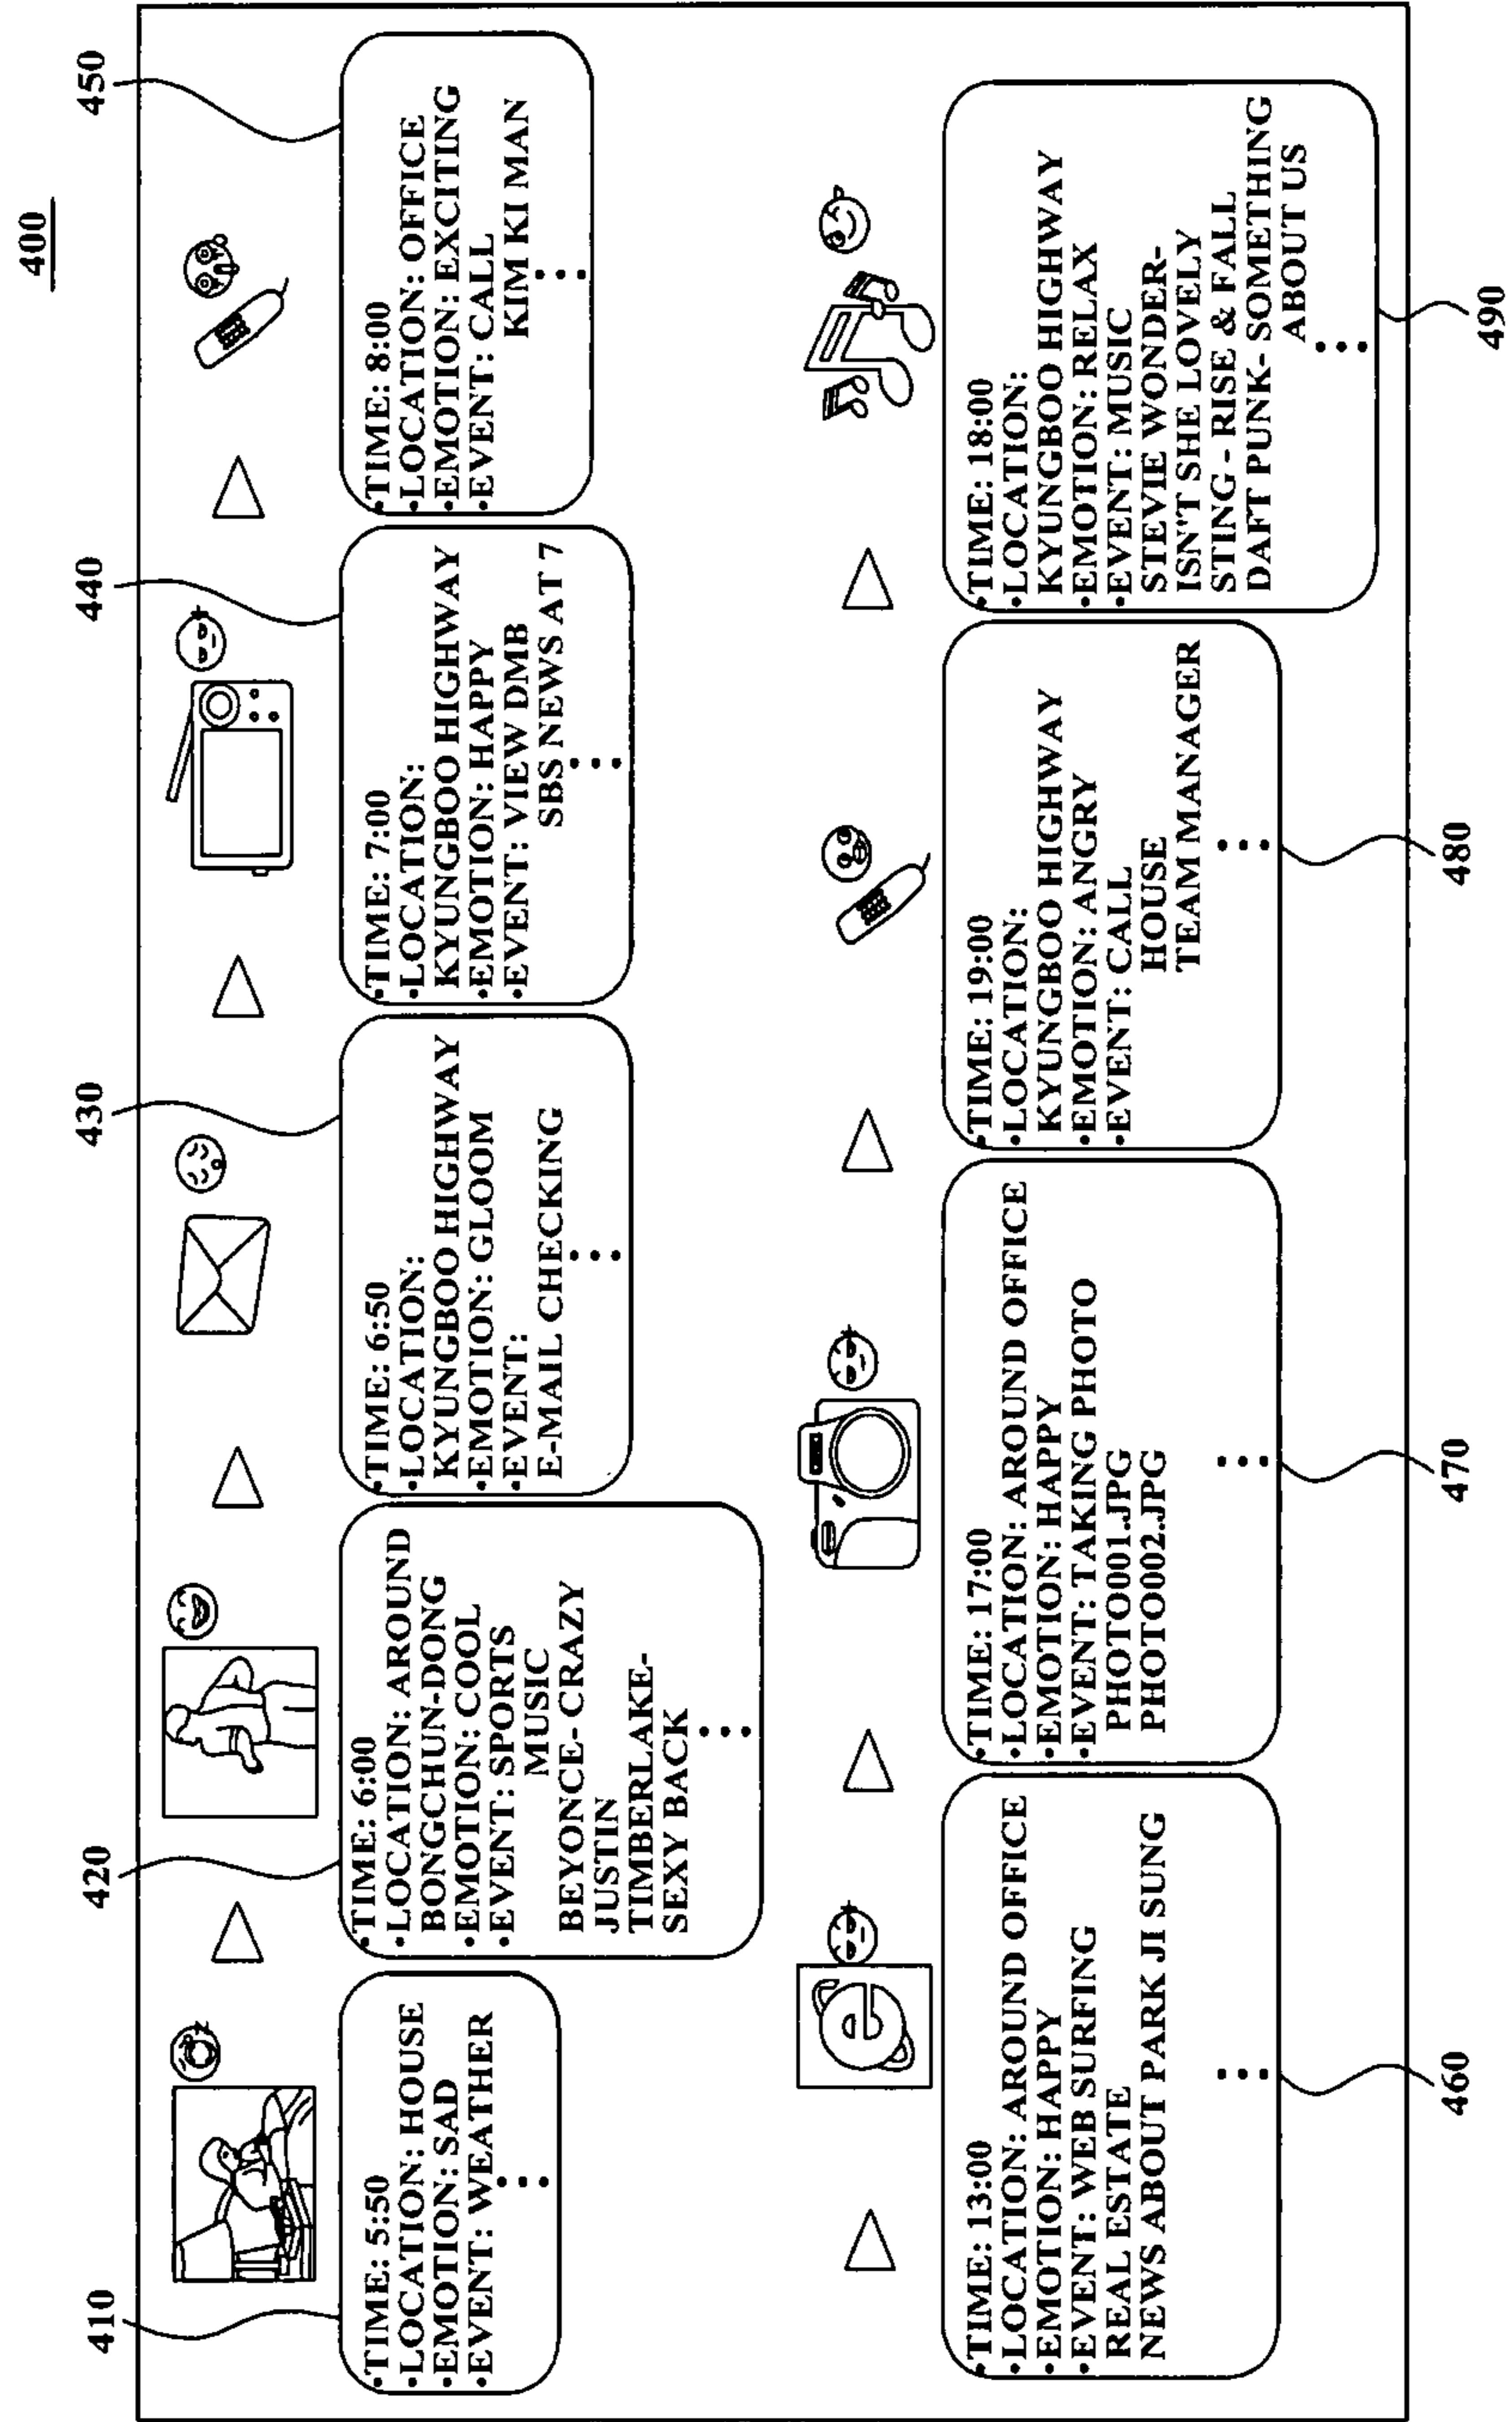 400
410
•TIME: 5:50
•LOCATION: HOUSE
•EMOTION: SAD
•EVENT: WEATHER
420
•TIME: 6:00
•LOCATION: AROUND
BONGCHUN-DONG
•EMOTION: COOL
•EVENT: SPORTS
MUSIC
BEYONCE- CRAZY
JUSTIN
TIMBERLAKE-
SEXY BACK
430
•TIME: 6:50
•LOCATION:
KYUNGBOO HIGHWAY
•EMOTION: GLOOM
•EVENT:
E-MAIL CHECKING
440
•TIME: 7:00
•LOCATION:
KYUNGBOO HIGHWAY
•EMOTION: HAPPY
•EVENT: VIEW DMB
SBS NEWS AT 7
450
•TIME: 8:00
•LOCATION: OFFICE
•EMOTION: EXCITING
•EVENT: CALL
KIM KI MAN
e
•TIME: 13:00
•LOCATION: AROUND OFFICE
•EMOTION: HAPPY
•EVENT: WEB SURFING
REAL ESTATE
NEWS ABOUT PARK JI SUNG
460
•TIME: 17:00
•LOCATION: AROUND OFFICE
•EMOTION: HAPPY
•EVENT: TAKING PHOTO
PHOTO001.JPG
PHOTO002.JPG
470
•TIME: 19:00
•LOCATION:
KYUNGBOO HIGHWAY
•EMOTION: ANGRY
•EVENT: CALL
HOUSE
TEAM MANAGER
480
•TIME: 18:00
•LOCATION:
KYUNGBOO HIGHWAY
•EMOTION: RELAX
•EVENT: MUSIC
STEVIE WONDER-
ISN'T SHE LOVELY
STING - RISE & FALL
DAFT PUNK- SOMETHING
ABOUT US
490